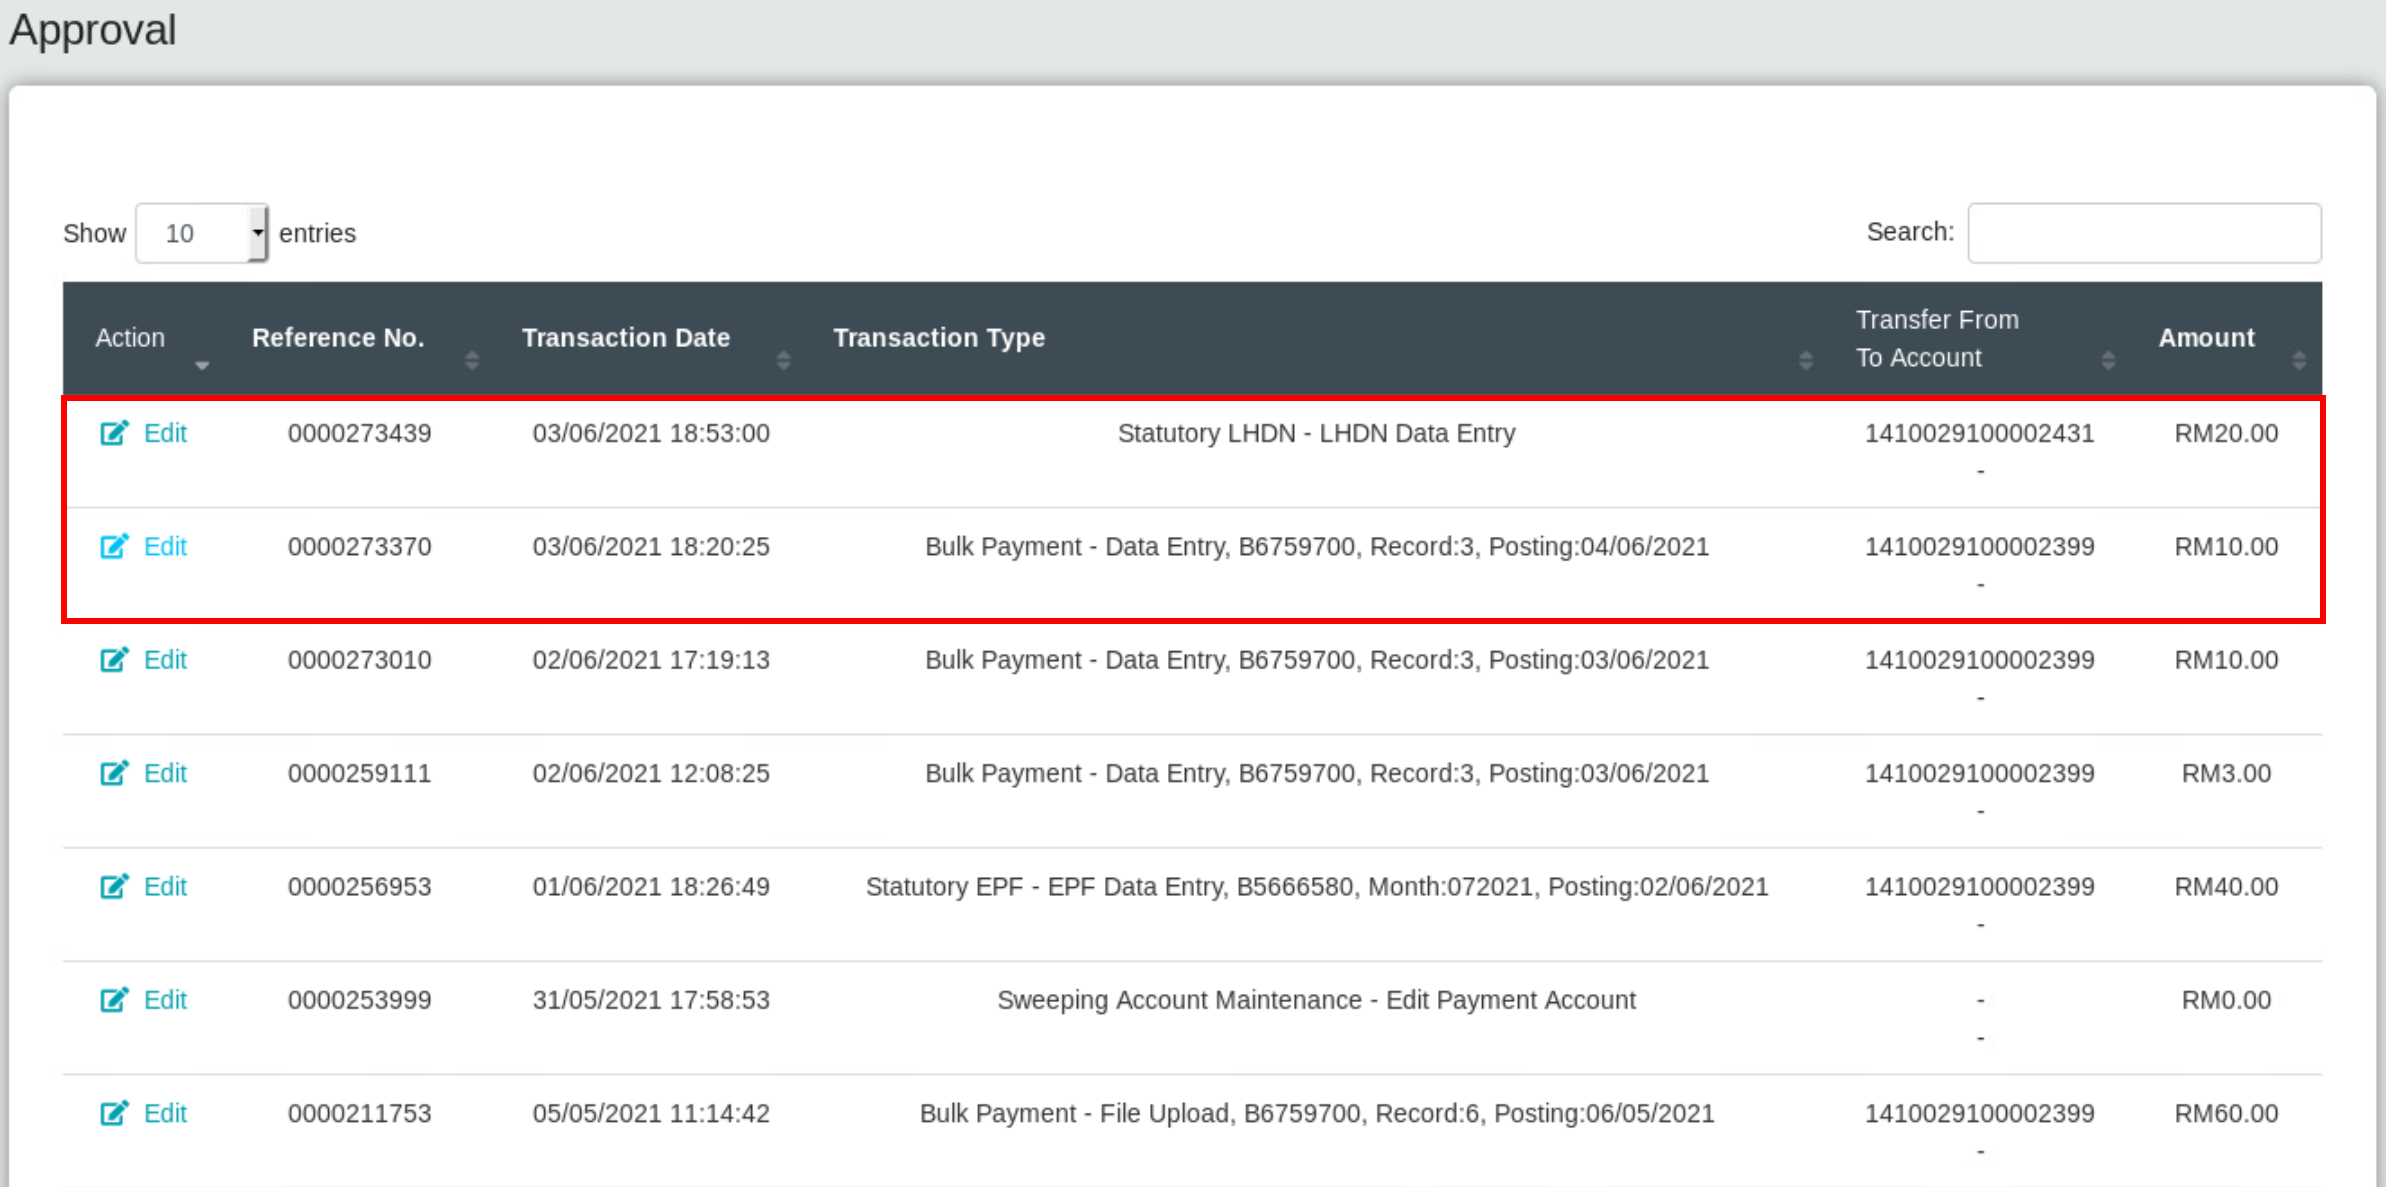 Approval
Show 10 entries Search:
Action Reference No. Transaction Date Transaction Type Transfer From To Account Amount
Edit 0000273439 03/06/2021 18:53:00 Statutory LHDN - LHDN Data Entry 1410029100002431 RM20.00
-
Edit 0000273370 03/06/2021 18:20:25 Bulk Payment - Data Entry, B6759700, Record:3, Posting:04/06/2021 1410029100002399 RM10.00
-
Edit 0000273010 02/06/2021 17:19:13 Bulk Payment - Data Entry, B6759700, Record:3, Posting:03/06/2021 1410029100002399 RM10.00
-
Edit 0000259111 02/06/2021 12:08:25 Bulk Payment - Data Entry, B6759700, Record:3, Posting:03/06/2021 1410029100002399 RM3.00
-
Edit 0000256953 01/06/2021 18:26:49 Statutory EPF - EPF Data Entry, B5666580, Month:072021, Posting:02/06/2021 1410029100002399 RM40.00
-
Edit 0000253999 31/05/2021 17:58:53 Sweeping Account Maintenance - Edit Payment Account - RM0.00
-
Edit 0000211753 05/05/2021 11:14:42 Bulk Payment - File Upload, B6759700, Record:6, Posting:06/05/2021 1410029100002399 RM60.00
-